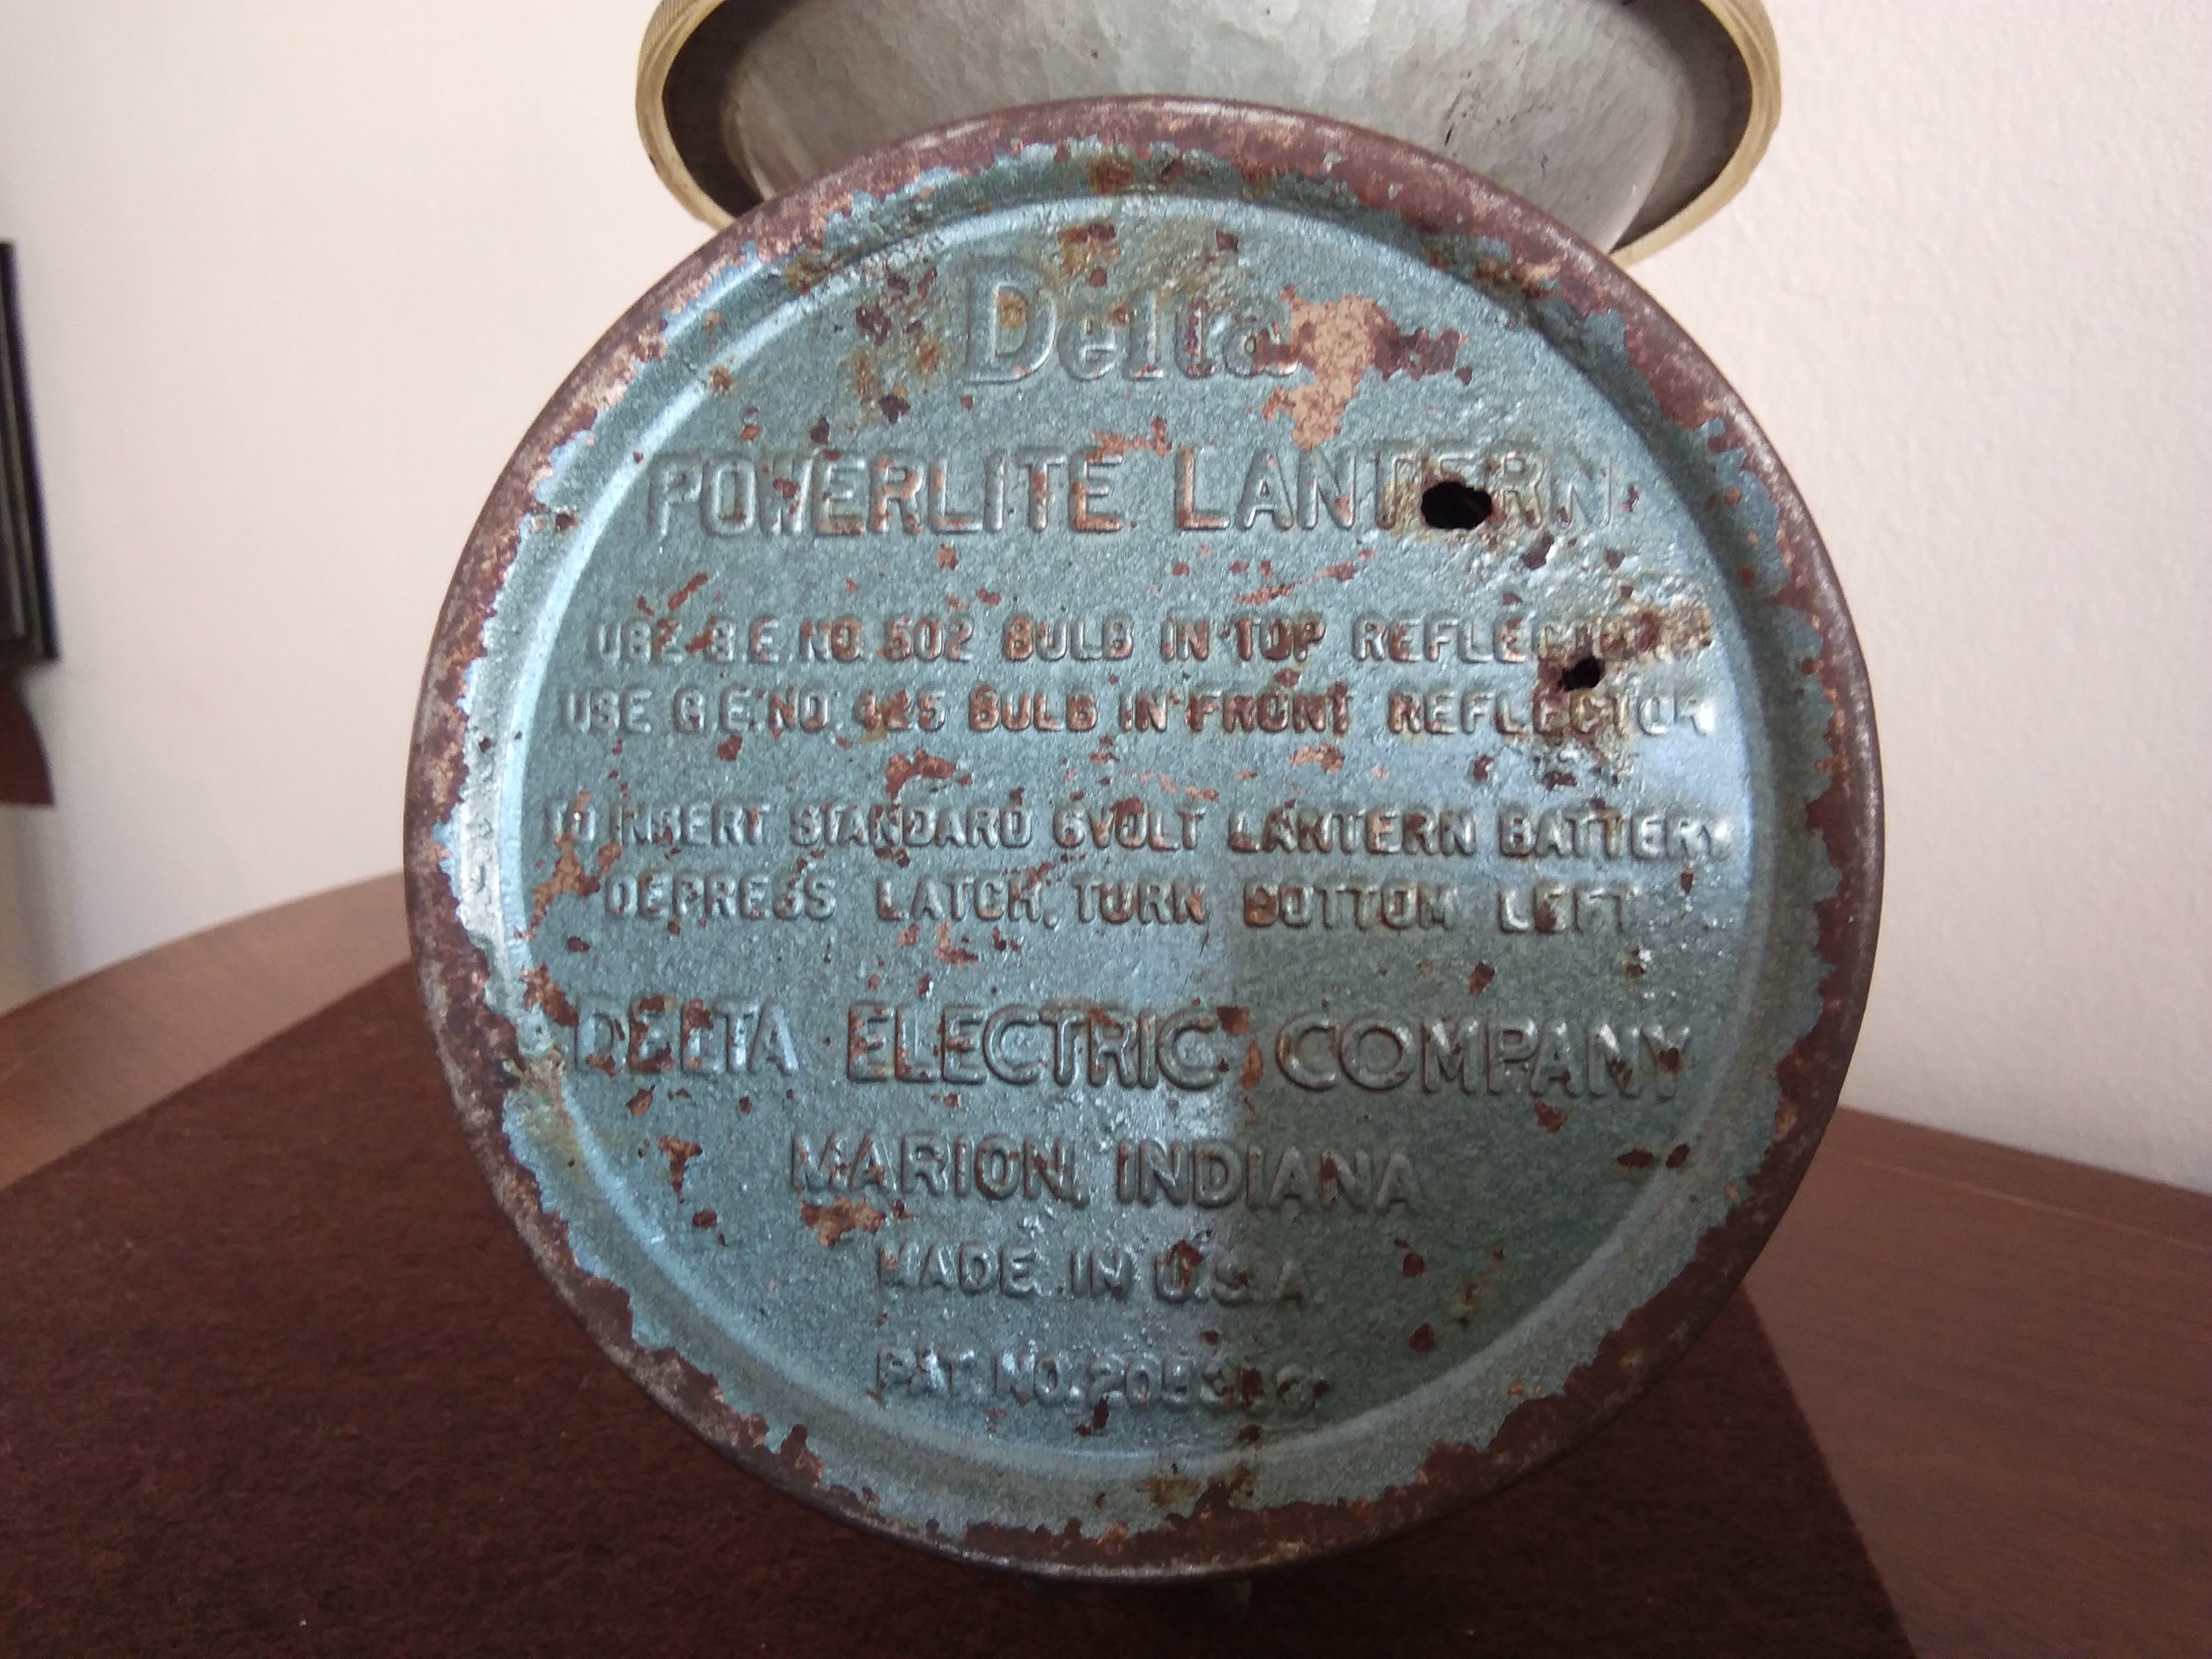 Delta
POWERLITE LANTERN
USE G E NO 502 BULB IN TOP REFLECTOR
USE G E NO 425 BULB IN FRONT REFLECTOR
TO INSERT STANDARD 6VOLT LANTERN BATTERY
DEPRESS LATCH, TURN BOTTOM LEFT
DELTA ELECTRIC COMPANY
MARION, INDIANA
MADE IN U.S.A.
PAT. NO.